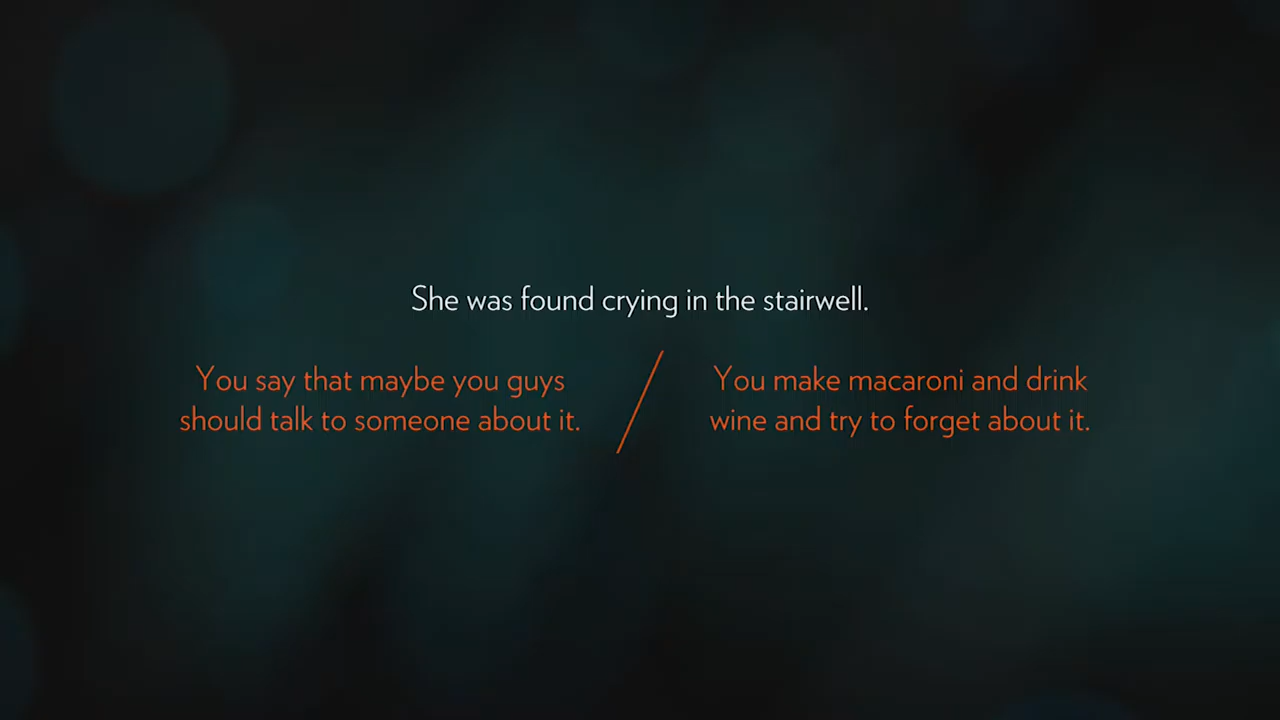 She was found crying in the stairwell.
You say that maybe you guys
should talk to someone about it.
You make macaroni and drink
wine and try to forget about it.